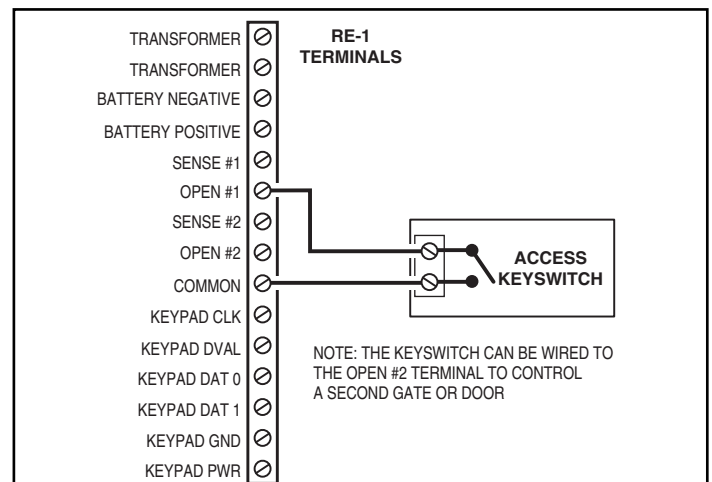 RE-1
TERMINALS
TRANSFORMER
TRANSFORMER
BATTERY NEGATIVE
BATTERY POSITIVE
SENSE #1
OPEN #1
SENSE #2
OPEN #2
COMMON
KEYPAD CLK
KEYPAD DVAL
KEYPAD DAT 0
KEYPAD DAT 1
KEYPAD GND
KEYPAD PWR
ACCESS
KEYSWITCH
NOTE: THE KEYSWITCH CAN BE WIRED TO
THE OPEN #2 TERMINAL TO CONTROL
A SECOND GATE OR DOOR